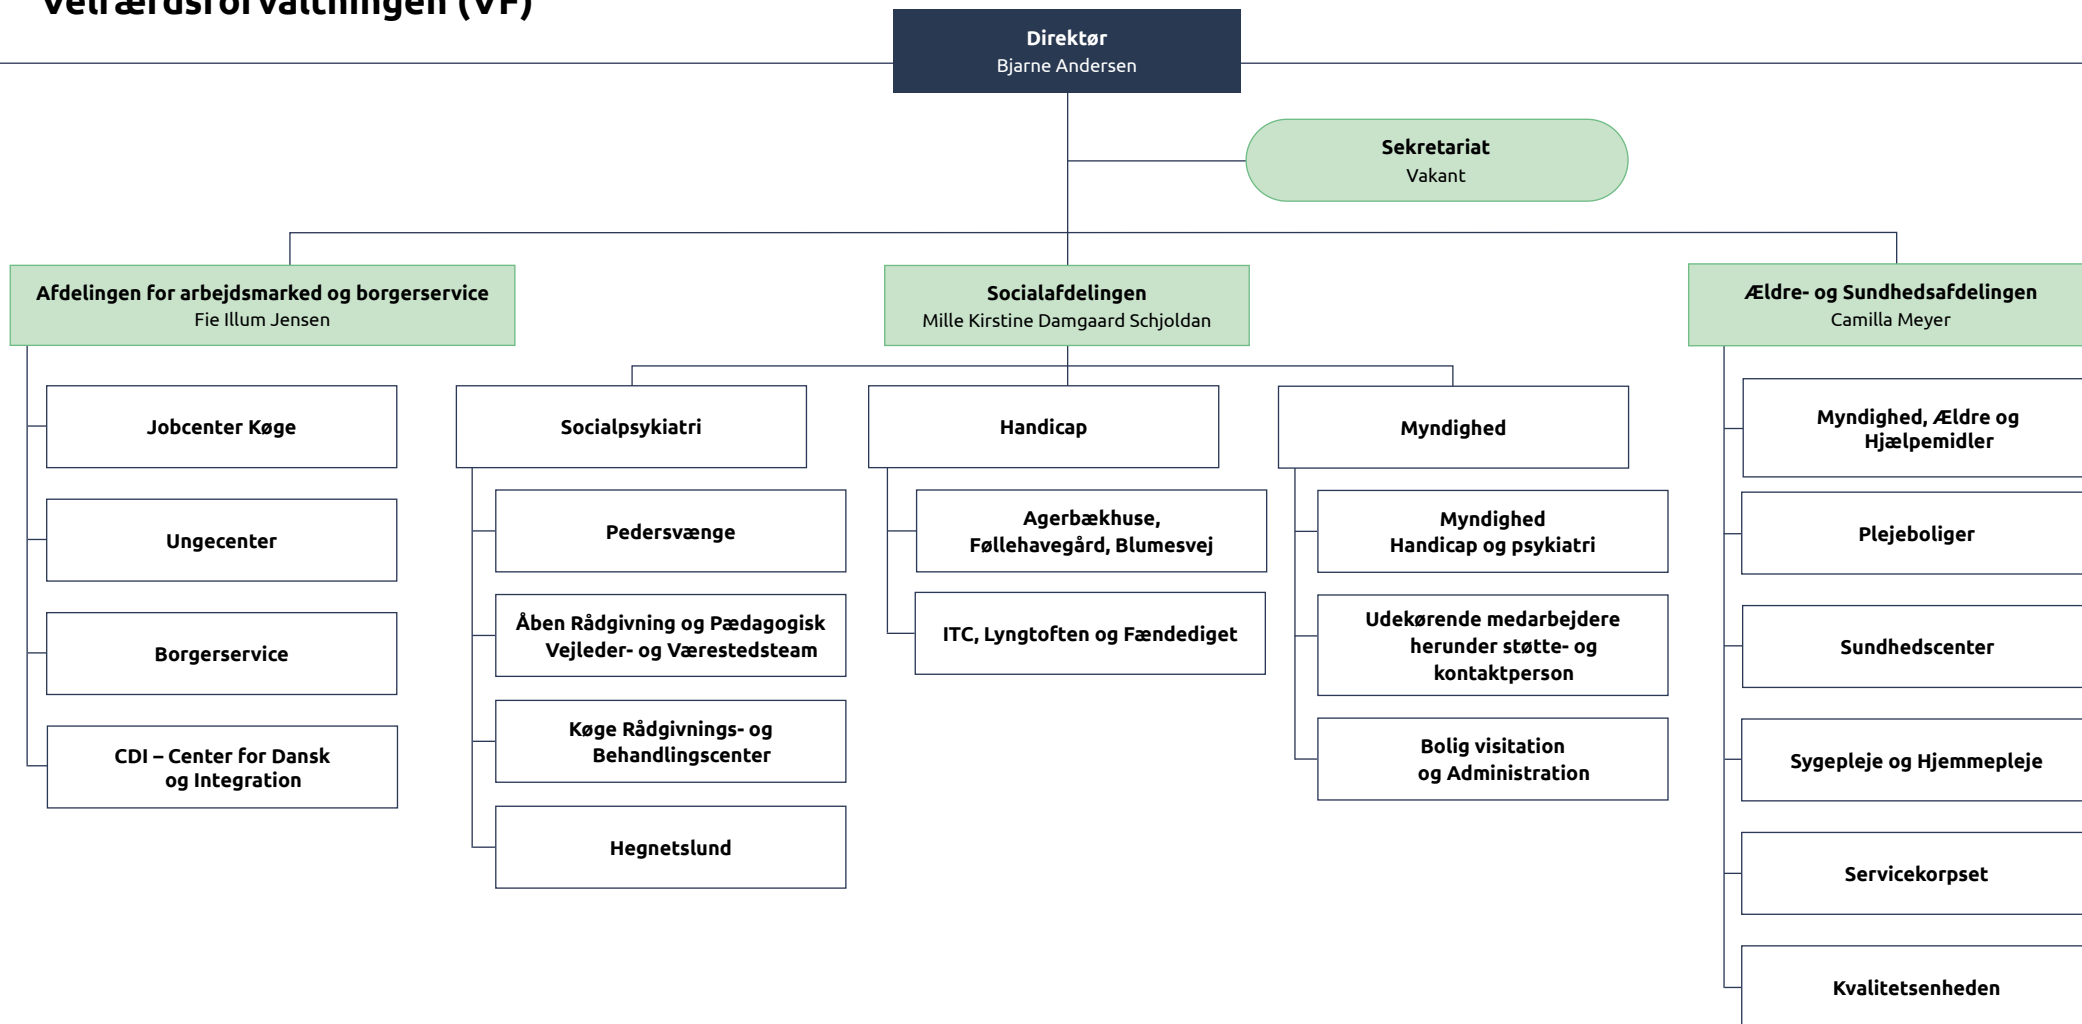 Velfærdsforvaltningen (VF)
Direktør
Bjarne Andersen
Sekretariat
Vakant
Afdelingen for arbejdsmarked og borgerservice
Fie Illum Jensen
Jobcenter Køge
Ungecenter
Borgerservice
CDI – Center for Dansk
og Integration
Socialafdelingen
Mille Kirstine Damgaard Schjoldan
Socialpsykiatri
Pedersvænge
Åben Rådgivning og Pædagogisk
Vejleder- og Værestedsteam
Køge Rådgivnings- og
Behandlingscenter
Hegnetslund
Handicap
Agerbækhuse,
Føllehavegård, Blumesvej
ITC, Lyngtoften og Fændediget
Myndighed
Myndighed
Handicap og psykiatri
Udekørende medarbejdere
herunder støtte- og
kontaktperson
Bolig visitation
og Administration
Ældre- og Sundhedsafdelingen
Camilla Meyer
Myndighed, Ældre og
Hjælpemidler
Plejeboliger
Sundhedscenter
Sygepleje og Hjemmepleje
Servicekorpset
Kvalitetsenheden